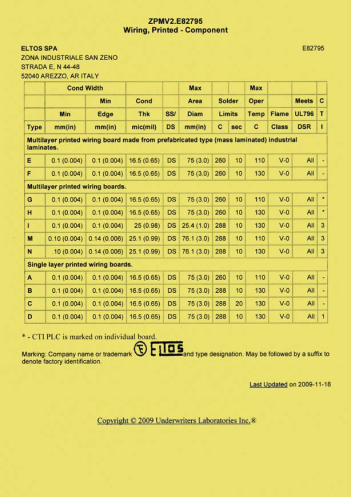 ZPMV2.E82795
Wiring, Printed - Component
ELTOS SPA E82795
ZONA INDUSTRIALE SAN ZENO
STRADA E, N 44-48
52040 AREZZO, AR ITALY
Cond Width Max Max
Min Cond Area Solder Oper Meets C
Min Edge Thk SS/ Diam Limits Temp Flame UL796 T
Type mm(in) mm(in) mic(mil) DS mm(in) C sec C Class DSR I
Multilayer printed wiring board made from prefabricated type (mass laminated) industrial
laminates.
E 0.1 (0.004) 0.1 (0.004) 16.5 (0.65) DS 75 (3.0) 260 10 110 V-0 All -
F 0.1 (0.004) 0.1 (0.004) 16.5 (0.65) DS 75 (3.0) 260 10 130 V-0 All -
Multilayer printed wiring boards.
G 0.1 (0.004) 0.1 (0.004) 16.5 (0.65) DS 75 (3.0) 260 10 110 V-0 All *
H 0.1 (0.004) 0.1 (0.004) 16.5 (0.65) DS 75 (3.0) 260 10 130 V-0 All *
I 0.1 (0.004) 0.1 (0.004) 25 (0.98) DS 25.4 (1.0) 288 10 130 V-0 All 3
M 0.10 (0.004) 0.14 (0.006) 25.1 (0.99) DS 76.1 (3.0) 288 10 110 V-0 All 3
N 10 (0.004) 0.14 (0.006) 25.1 (0.99) DS 76.1 (3.0) 288 10 130 V-0 All 3
Single layer printed wiring boards.
A 0.1 (0.004) 0.1 (0.004) 16.5 (0.65) DS 75 (3.0) 260 10 110 V-0 All -
B 0.1 (0.004) 0.1 (0.004) 16.5 (0.65) DS 75 (3.0) 288 10 130 V-0 All -
C 0.1 (0.004) 0.1 (0.004) 16.5 (0.65) DS 75 (3.0) 288 20 130 V-0 All -
D 0.1 (0.004) 0.1 (0.004) 16.5 (0.65) DS 75 (3.0) 288 10 130 V-0 All 1
* - CTI PLC is marked on individual board.
Marking: Company name or trademark ELTOS and type designation. May be followed by a suffix to
denote factory identification.
Last Updated on 2009-11-16
Copyright © 2009 Underwriters Laboratories Inc.®